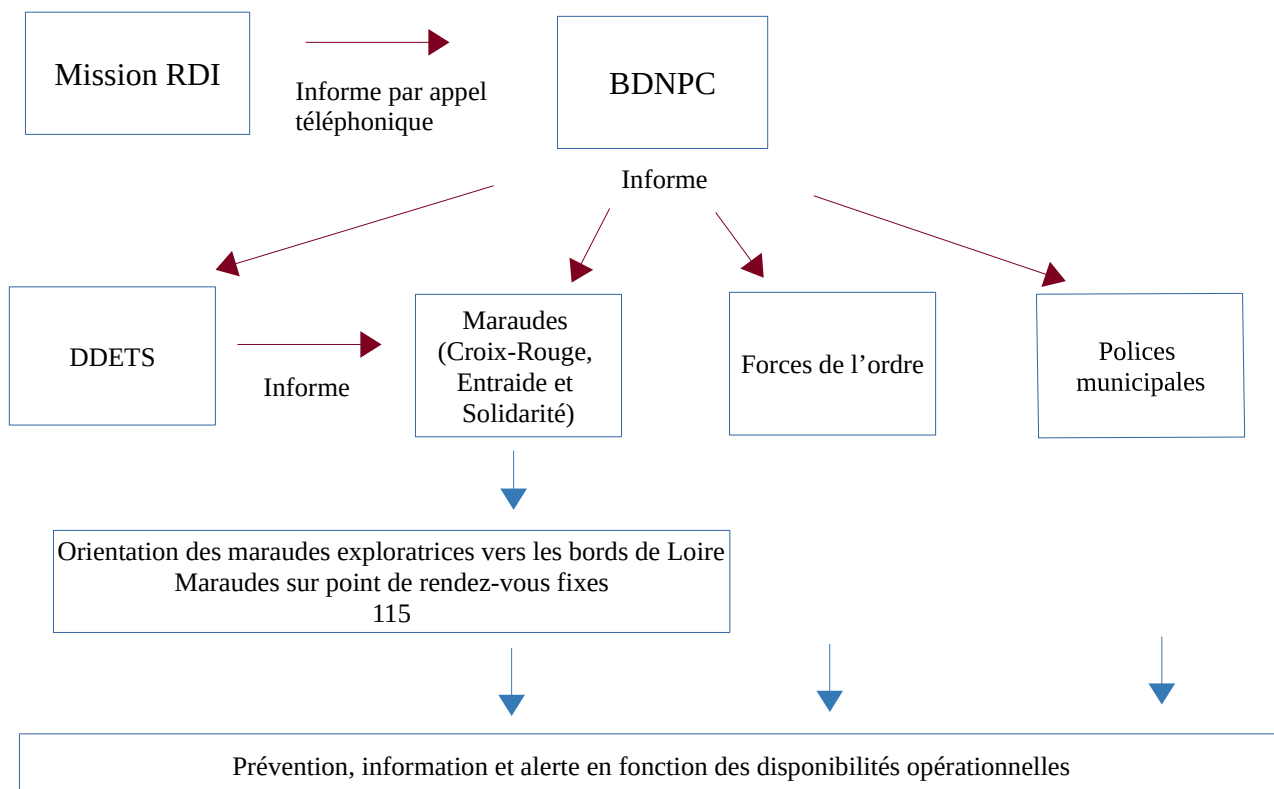 Mission RDI
Informe par appel
téléphonique
BDNPC
Informe
DDETS
Informe
Maraudes
(Croix-Rouge,
Entraide et
Solidarité)
Forces de l’ordre
Polices
municipales
Orientation des maraudes exploratrices vers les bords de Loire
Maraudes sur point de rendez-vous fixes
115
Prévention, information et alerte en fonction des disponibilités opérationnelles